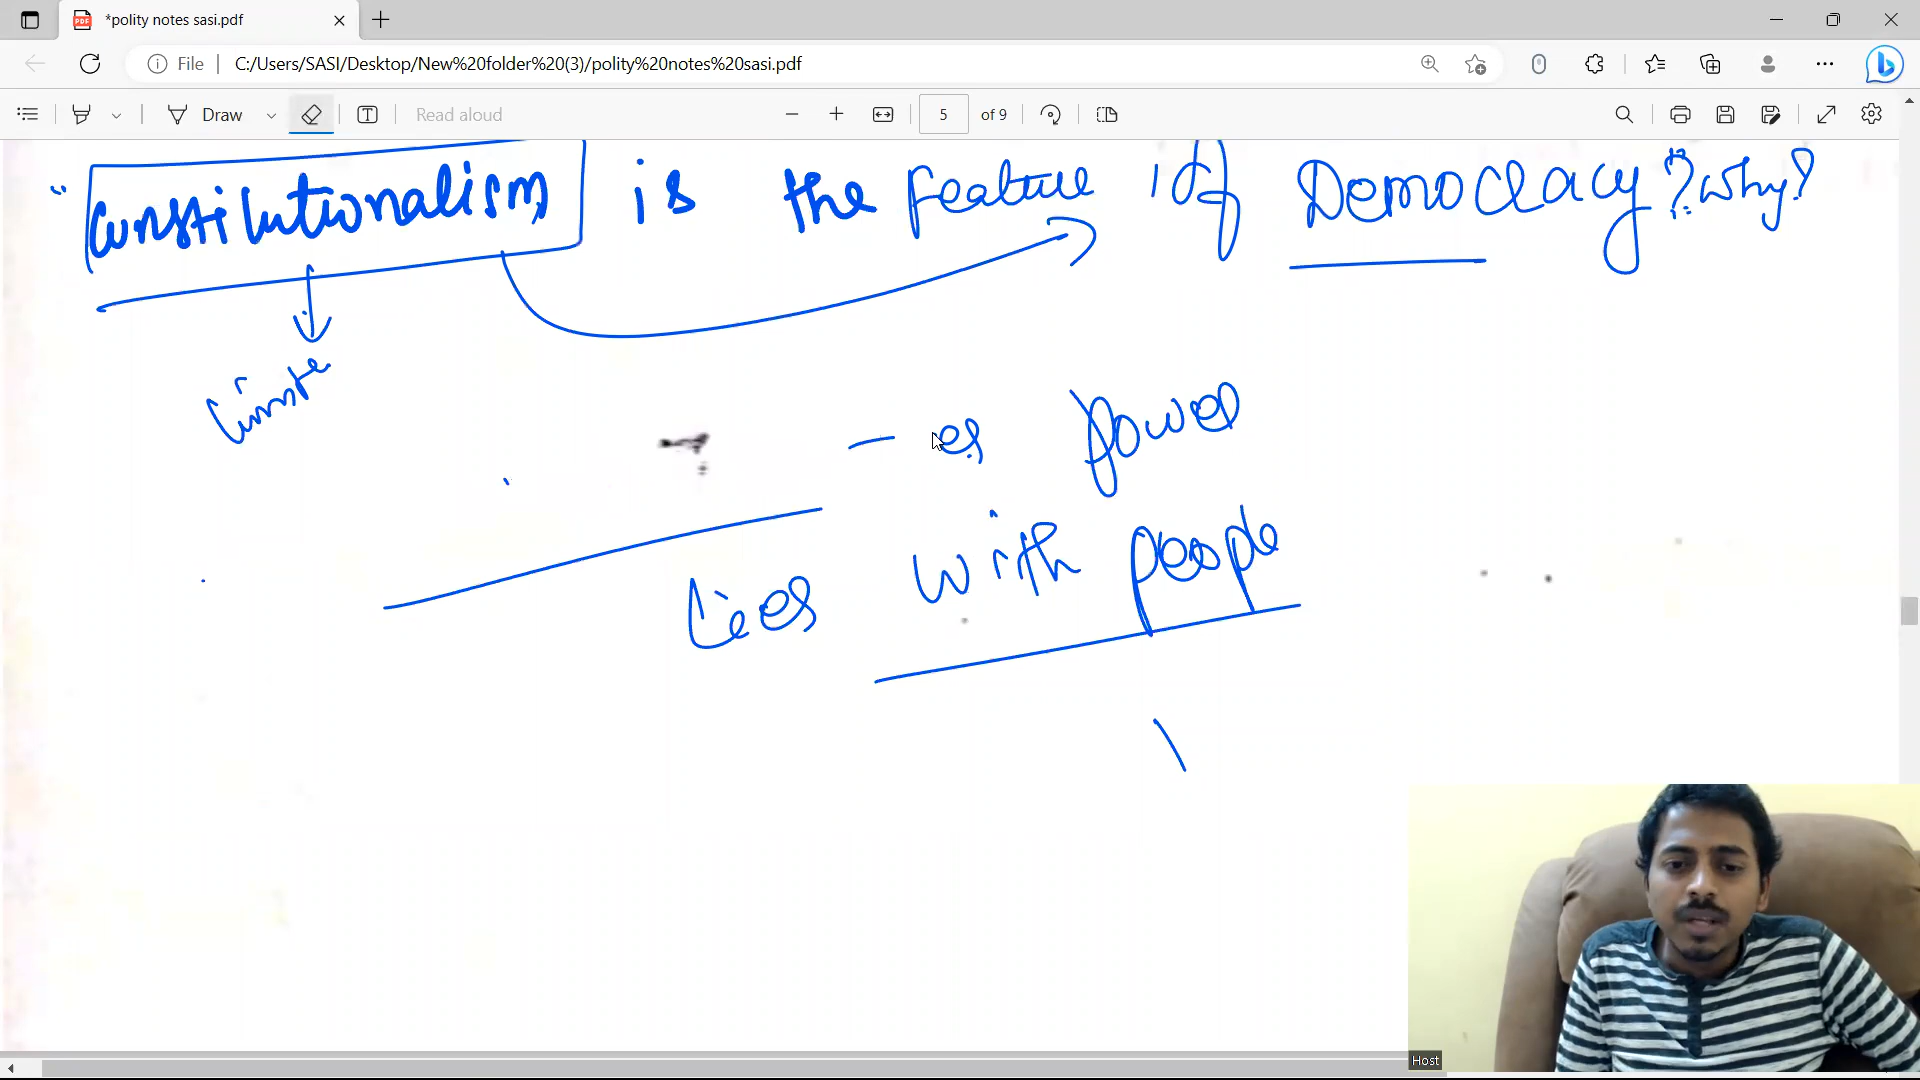 *polity notes sasi.pdf
File C:/Users/SASI/Desktop/New%20folder%20(3)/polity%20notes%20sasi.pdf
Draw Read aloud 5 of 9
"Constitutionalism is the feature of Democracy"? why?
es power
Lies with people
Host